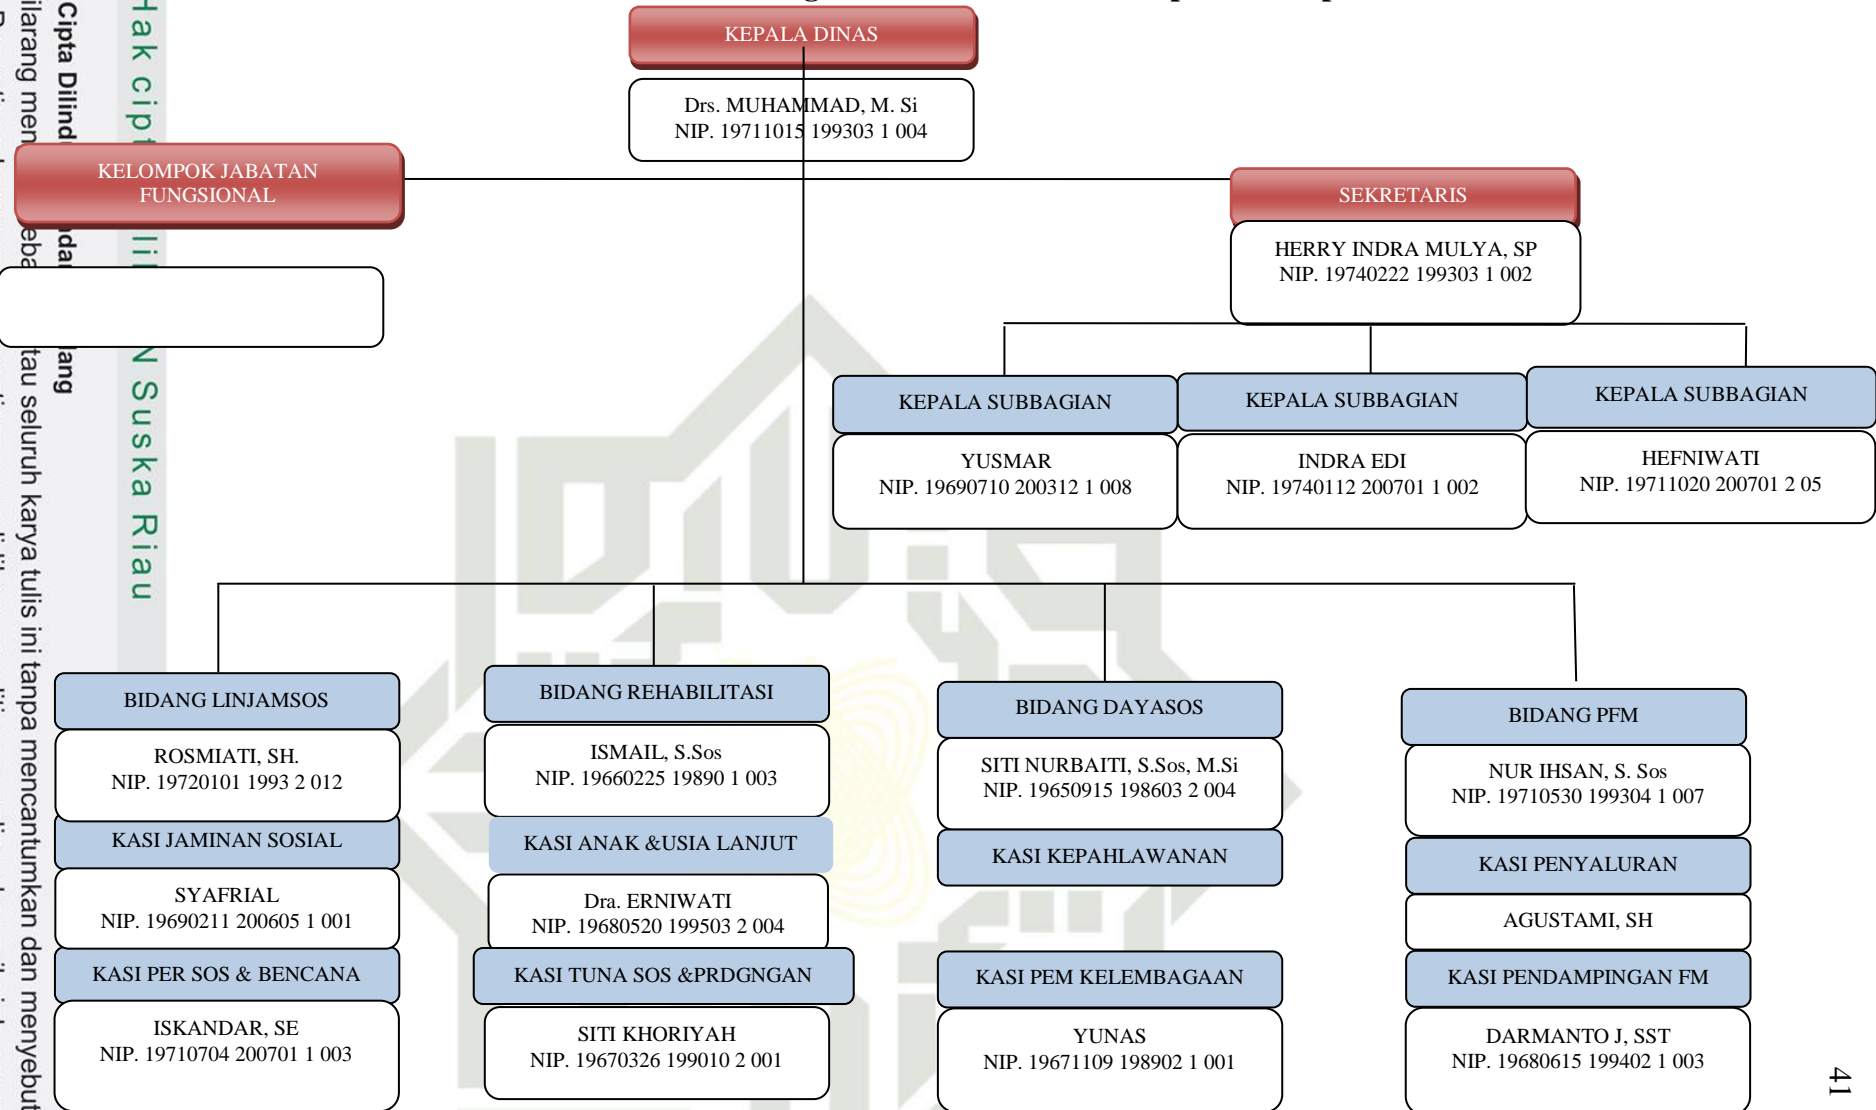 KEPALA DINAS
Drs. MUHAMMAD, M. Si
NIP. 19711015 199303 1 004
KELOMPOK JABATAN
FUNGSIONAL
SEKRETARIS
HERRY INDRA MULYA, SP
NIP. 19740222 199303 1 002
KEPALA SUBBAGIAN
YUSMAR
NIP. 19690710 200312 1 008
KEPALA SUBBAGIAN
INDRA EDI
NIP. 19740112 200701 1 002
KEPALA SUBBAGIAN
HEFNIWATI
NIP. 19711020 200701 2 05
BIDANG LINJAMSOS
ROSMIATI, SH.
NIP. 19720101 1993 2 012
KASI JAMINAN SOSIAL
SYAFRIAL
NIP. 19690211 200605 1 001
KASI PER SOS & BENCANA
ISKANDAR, SE
NIP. 19710704 200701 1 003
BIDANG REHABILITASI
ISMAIL, S.Sos
NIP. 19660225 19890 1 003
KASI ANAK &USIA LANJUT
Dra. ERNIWATI
NIP. 19680520 199503 2 004
KASI TUNA SOS &PRDGNGAN
SITI KHORIYAH
NIP. 19670326 199010 2 001
BIDANG DAYASOS
SITI NURBAITI, S.Sos, M.Si
NIP. 19650915 198603 2 004
KASI KEPAHLAWANAN
KASI PEM KELEMBAGAAN
YUNAS
NIP. 19671109 198902 1 001
BIDANG PFM
NUR IHSAN, S. Sos
NIP. 19710530 199304 1 007
KASI PENYALURAN
AGUSTAMI, SH
KASI PENDAMPINGAN FM
DARMANTO J, SST
NIP. 19680615 199402 1 003
41
Hak cipt N Suska Riau
Cipta Dilind lang
ilarang men eba tau seluruh karya tulis ini tanpa mencantumkan dan menyebut